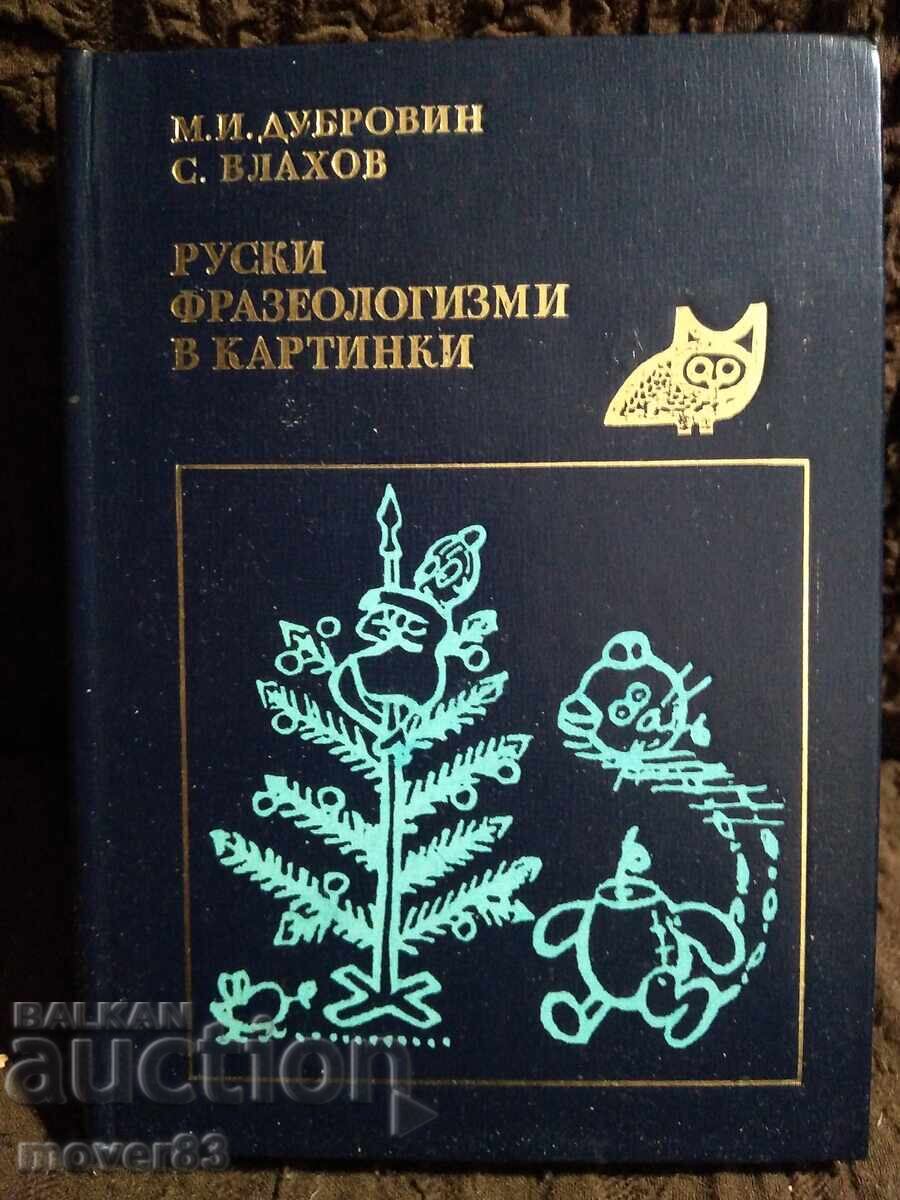 М.И.ДУБРОВИН
С. ВЛАХОВ
РУСКИ
ФРАЗЕОЛОГИЗМИ
В КАРТИНКИ
BALKAN
auction
mover83